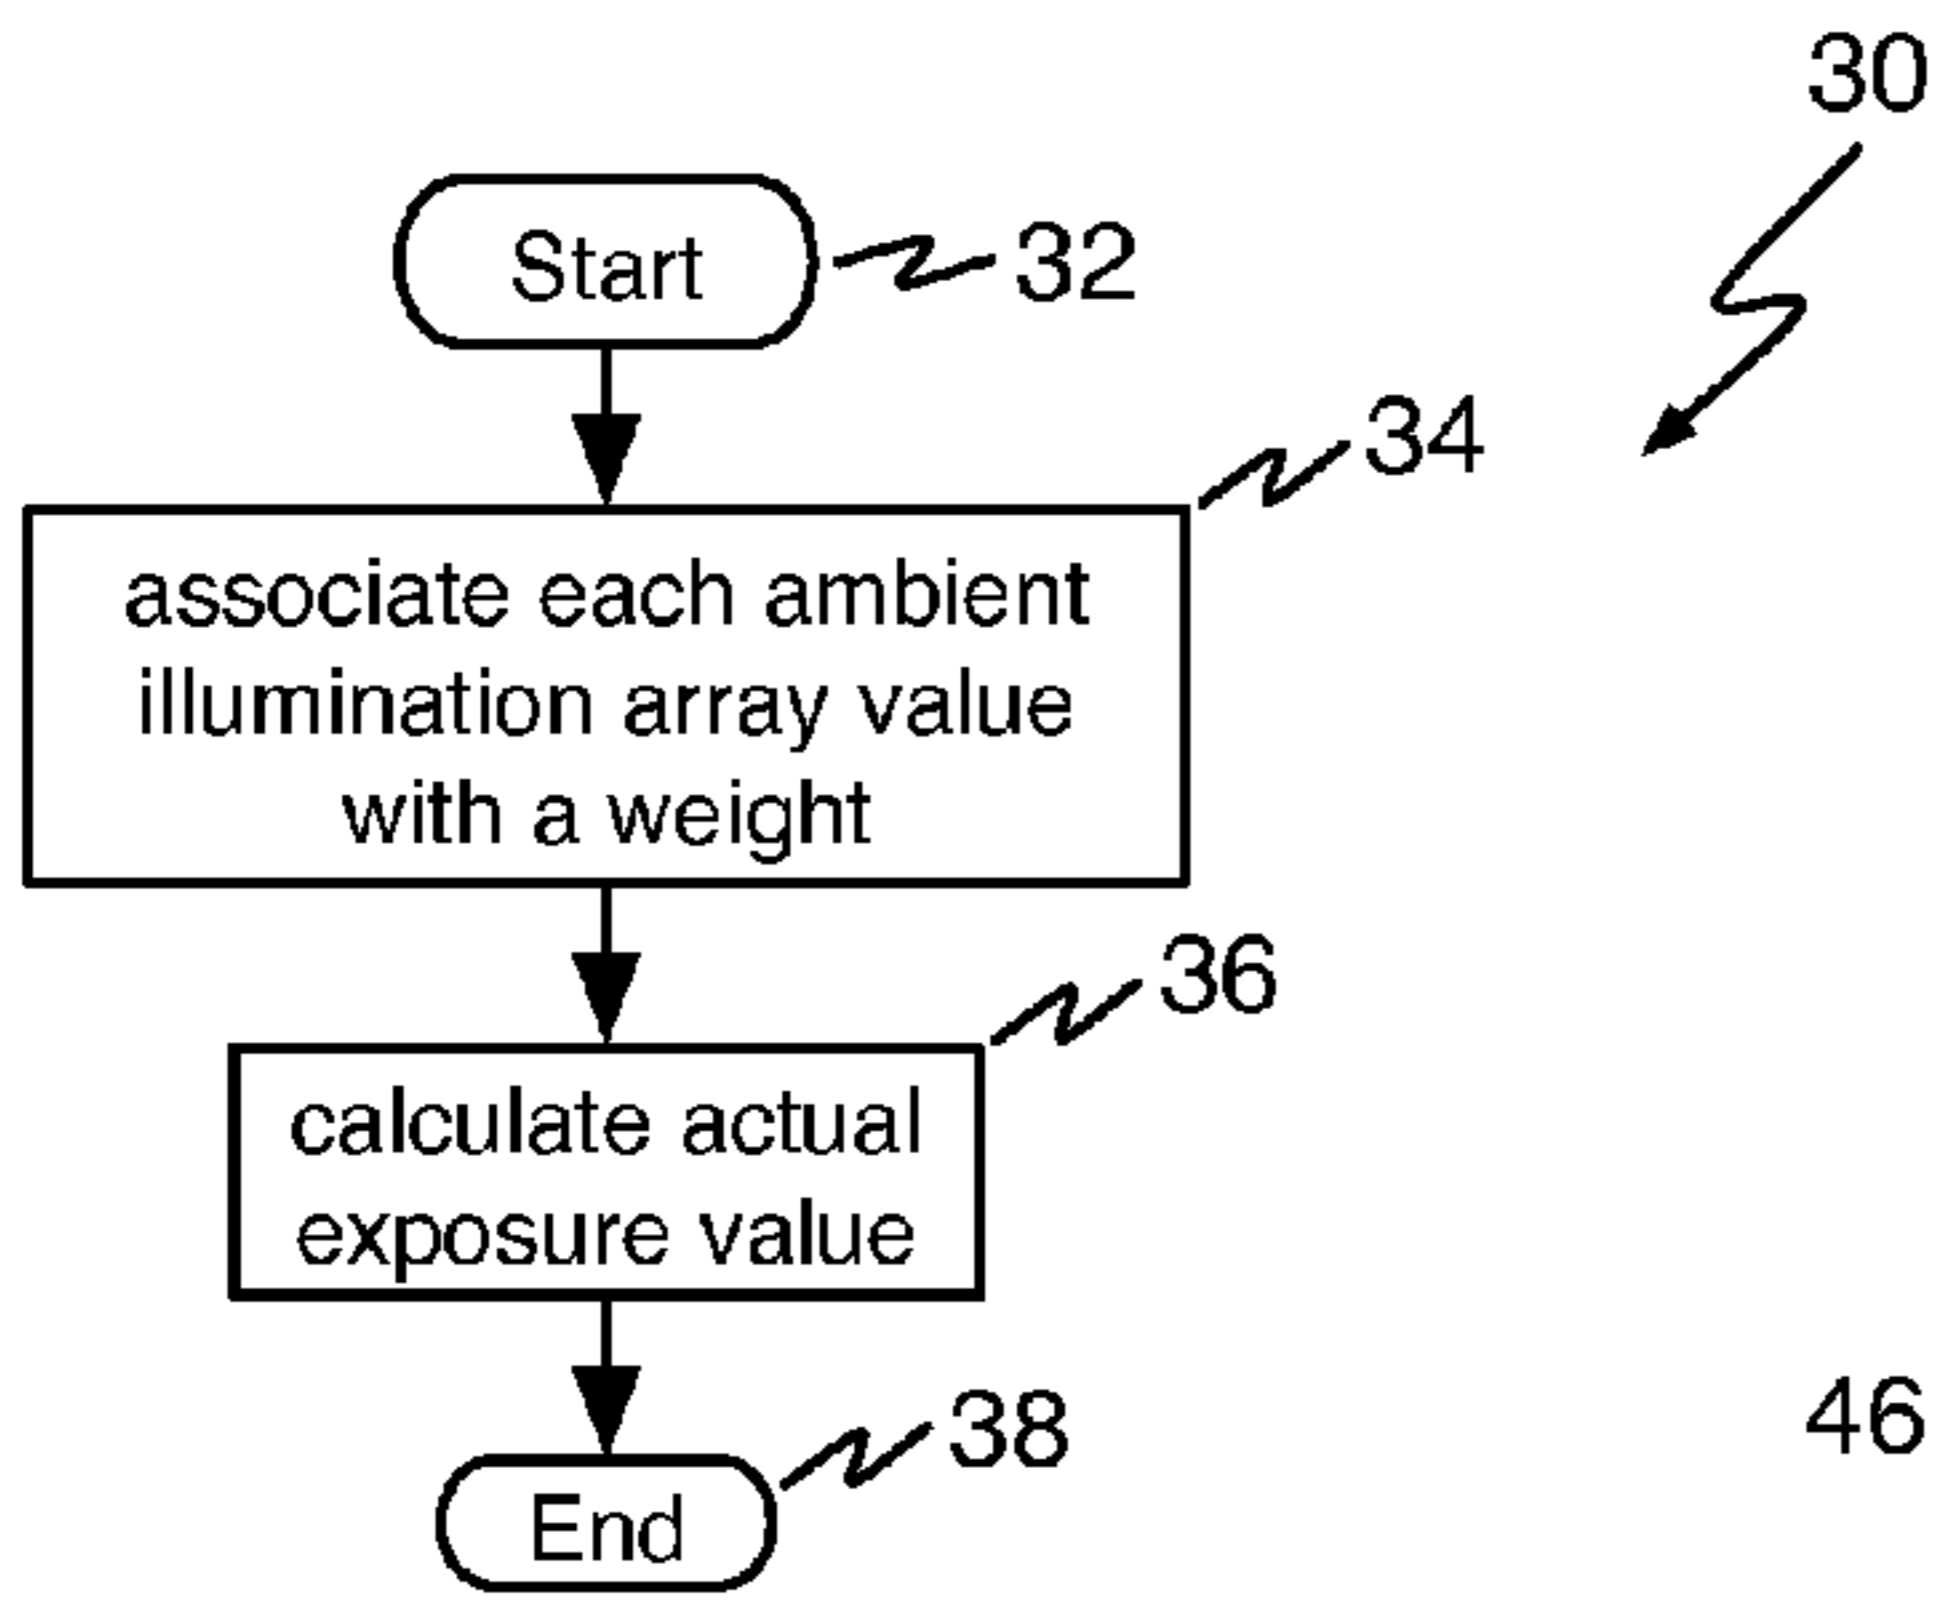 30
Start
32
34
associate each ambient
illumination array value
with a weight
36
calculate actual
exposure value
38
46
End